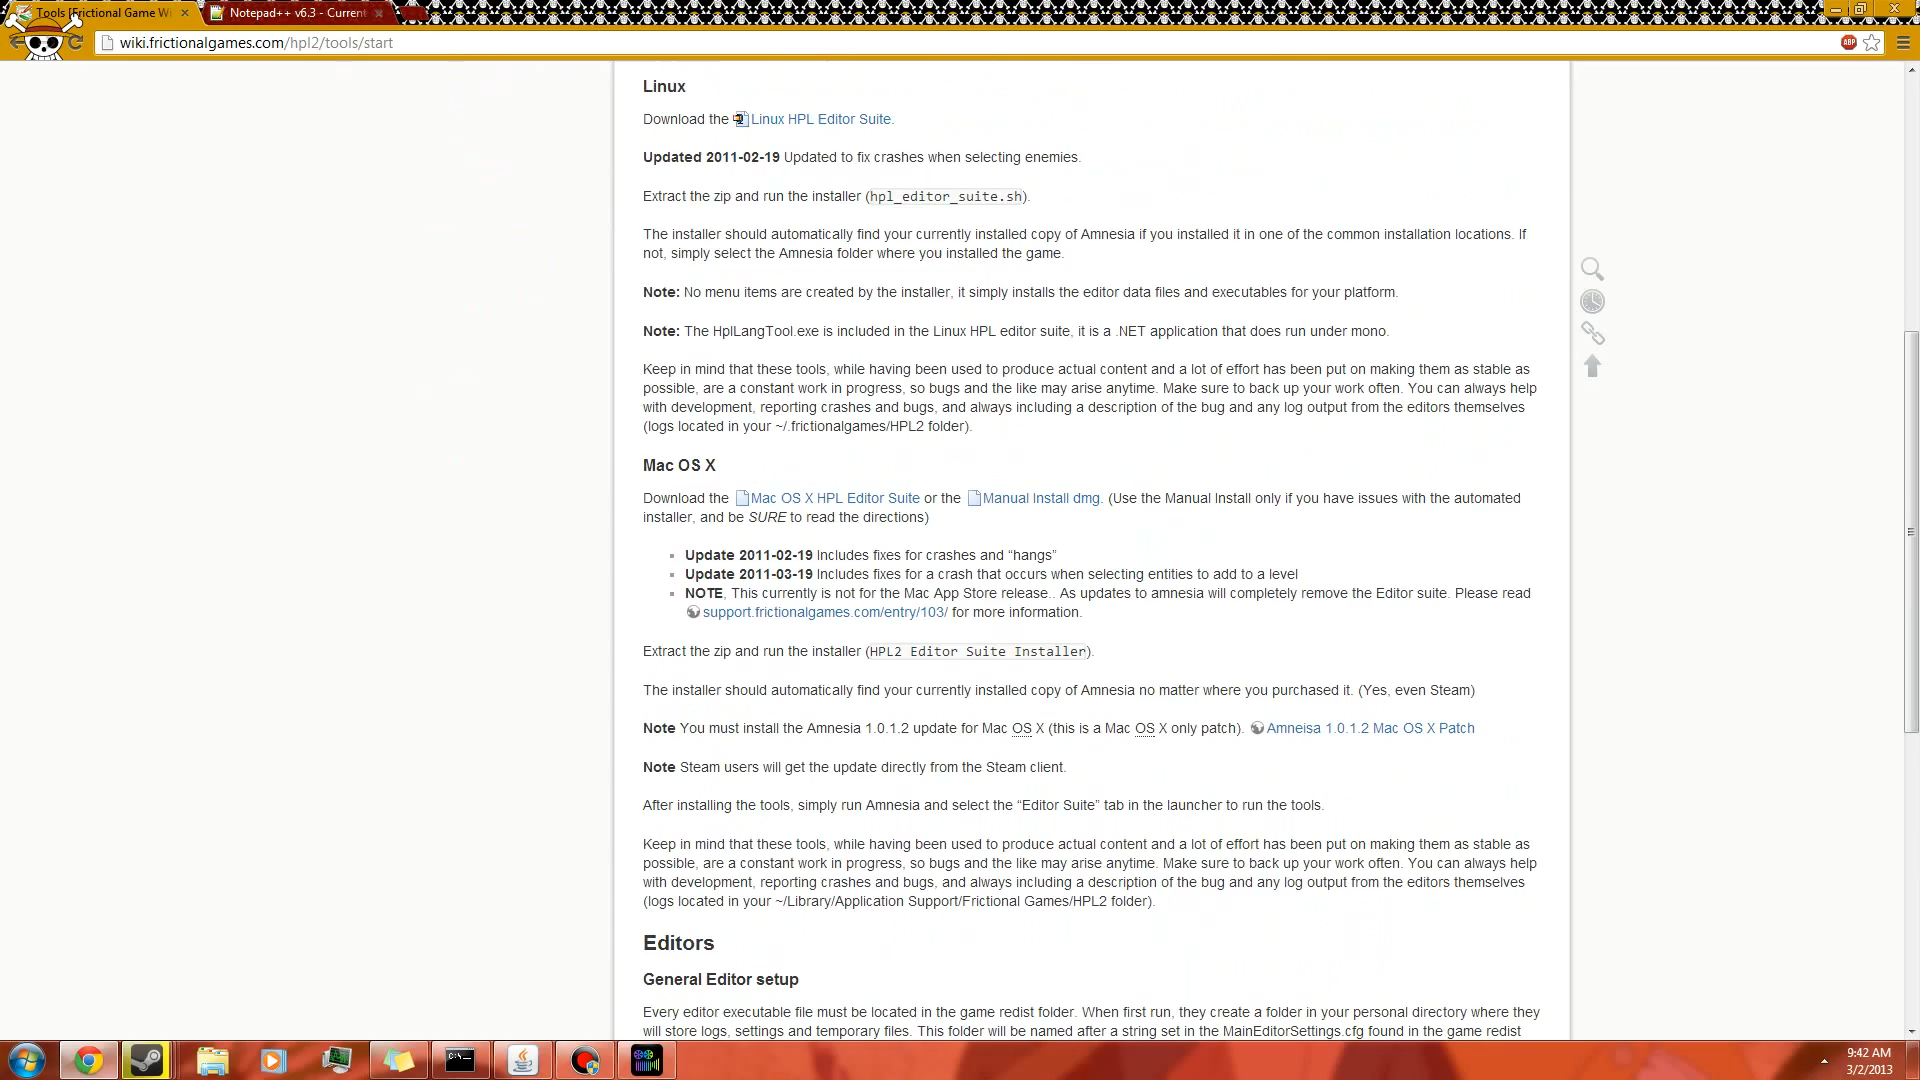 Tools [Frictional Game Wi
Notepad++ v6.3 - Current
wiki.frictionalgames.com/hpl2/tools/start
ABP
Linux
Download the Linux HPL Editor Suite.
Updated 2011-02-19 Updated to fix crashes when selecting enemies.
Extract the zip and run the installer (hpl_editor_suite.sh).
The installer should automatically find your currently installed copy of Amnesia if you installed it in one of the common installation locations. If
not, simply select the Amnesia folder where you installed the game.
Note: No menu items are created by the installer, it simply installs the editor data files and executables for your platform.
Note: The HplLangTool.exe is included in the Linux HPL editor suite, it is a .NET application that does run under mono.
Keep in mind that these tools, while having been used to produce actual content and a lot of effort has been put on making them as stable as
possible, are a constant work in progress, so bugs and the like may arise anytime. Make sure to back up your work often. You can always help
with development, reporting crashes and bugs, and always including a description of the bug and any log output from the editors themselves
(logs located in your ~/.frictionalgames/HPL2 folder).
Mac OS X
Download the Mac OS X HPL Editor Suite or the Manual Install dmg. (Use the Manual Install only if you have issues with the automated
installer, and be SURE to read the directions)
Update 2011-02-19 Includes fixes for crashes and “hangs”
Update 2011-03-19 Includes fixes for a crash that occurs when selecting entities to add to a level
NOTE, This currently is not for the Mac App Store release.. As updates to amnesia will completely remove the Editor suite. Please read
support.frictionalgames.com/entry/103/ for more information.
Extract the zip and run the installer (HPL2 Editor Suite Installer).
The installer should automatically find your currently installed copy of Amnesia no matter where you purchased it. (Yes, even Steam)
Note You must install the Amnesia 1.0.1.2 update for Mac OS X (this is a Mac OS X only patch). Amneisa 1.0.1.2 Mac OS X Patch
Note Steam users will get the update directly from the Steam client.
After installing the tools, simply run Amnesia and select the “Editor Suite” tab in the launcher to run the tools.
Keep in mind that these tools, while having been used to produce actual content and a lot of effort has been put on making them as stable as
possible, are a constant work in progress, so bugs and the like may arise anytime. Make sure to back up your work often. You can always help
with development, reporting crashes and bugs, and always including a description of the bug and any log output from the editors themselves
(logs located in your ~/Library/Application Support/Frictional Games/HPL2 folder).
Editors
General Editor setup
Every editor executable file must be located in the game redist folder. When first run, they create a folder in your personal directory where they
will store logs, settings and temporary files. This folder will be named after a string set in the MainEditorSettings.cfg found in the game redist
9:42 AM
3/2/2013